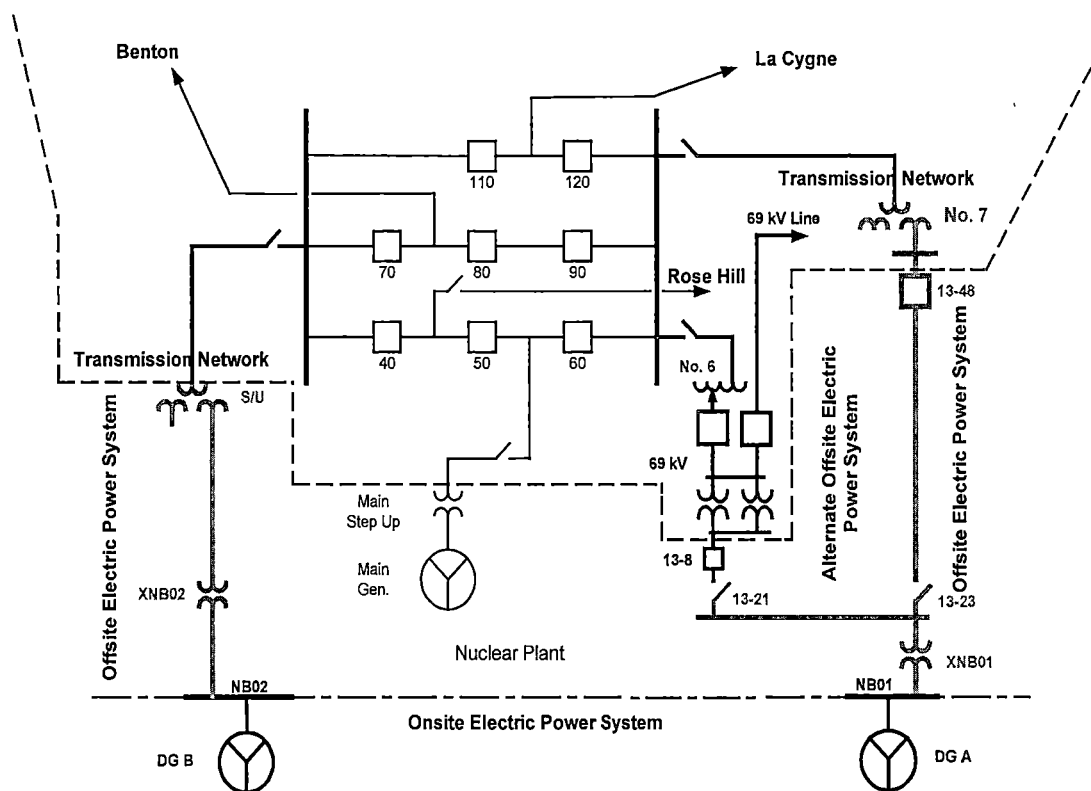 Benton
La Cygne
110
120
Transmission Network
69 kV Line
No. 7
70
80
90
Rose Hill
13-48
40
50
60
Transmission Network
No. 6
S/U
69 kV
Offsite Electric Power System
Alternate Offsite Electric
Power System
Offsite Electric Power System
Main
Step Up
13-8
Main
Gen.
XNB02
13-21
13-23
Nuclear Plant
XNB01
NB02
NB01
Onsite Electric Power System
DG B
DG A